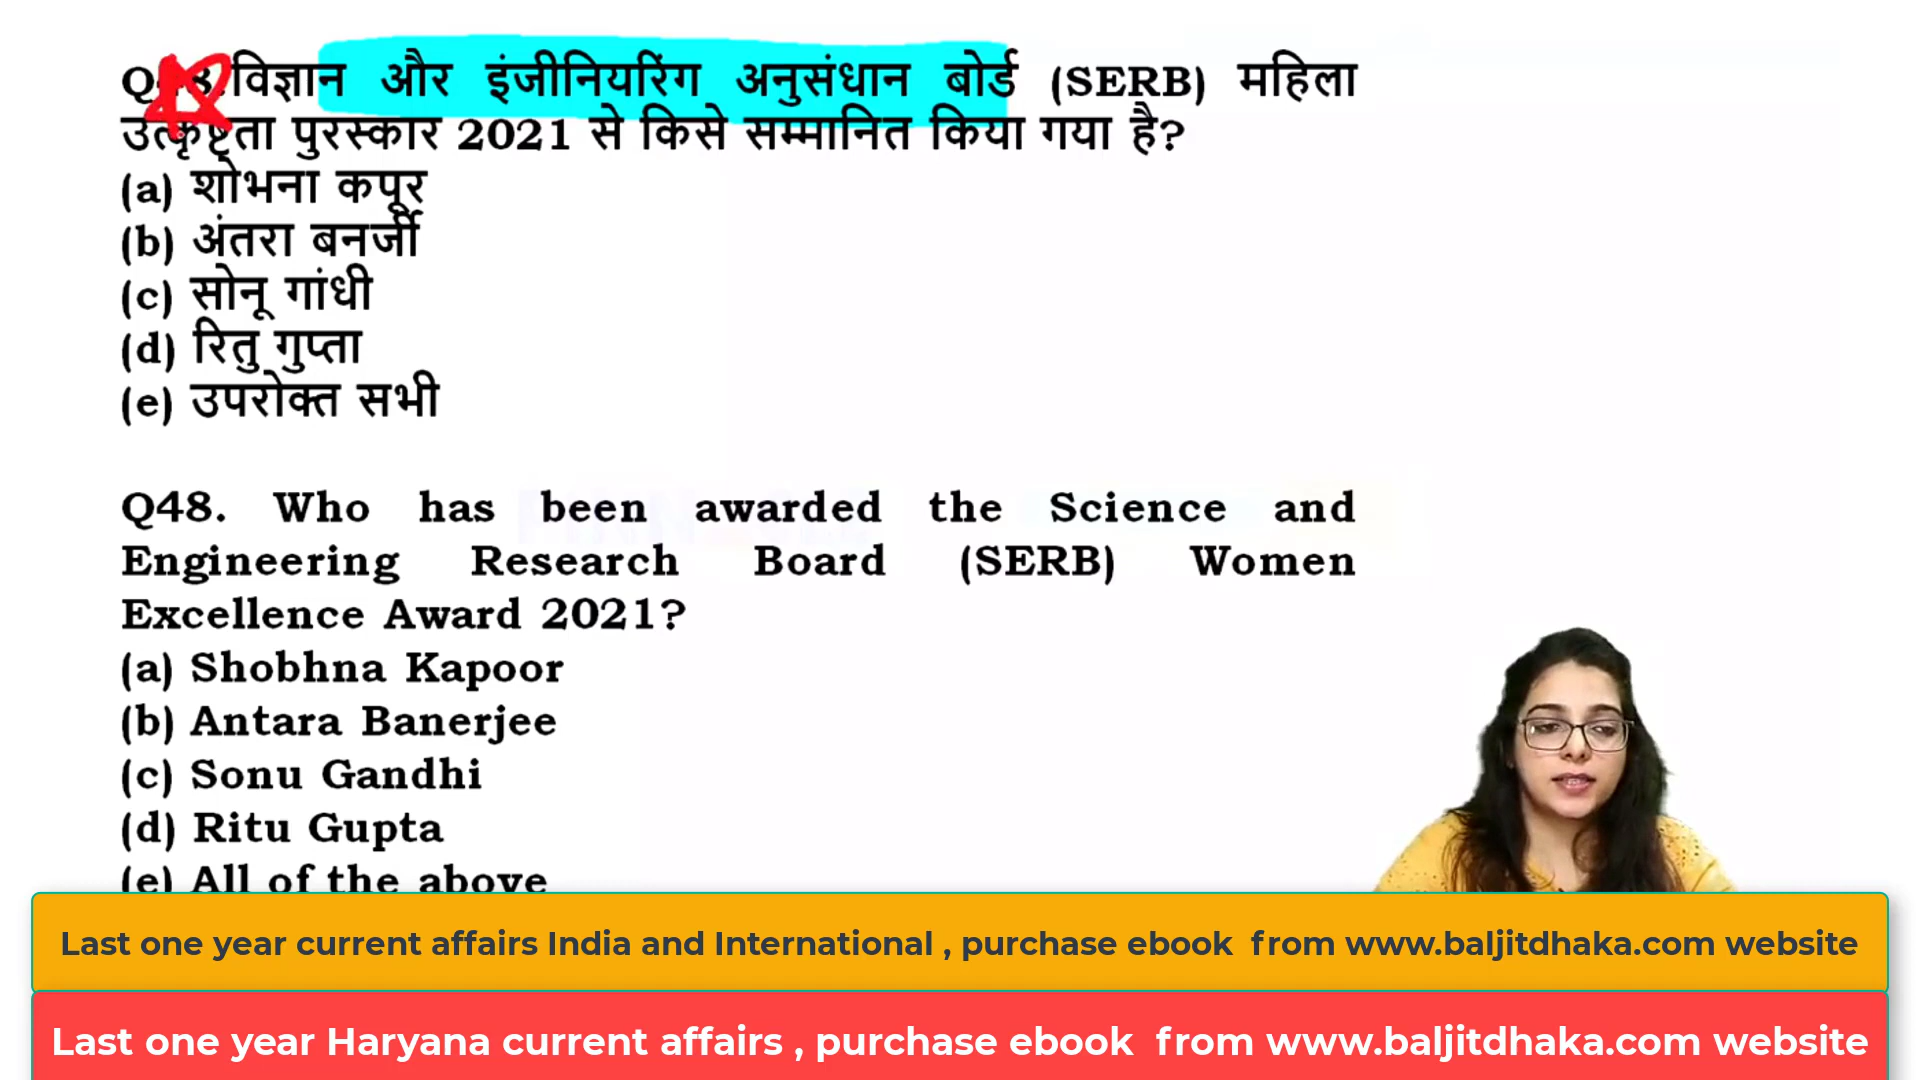 विज्ञान और इंजीनियरिंग अनुसंधान बोर्ड (SERB) महिला
उत्कृष्टता पुरस्कार 2021 से किसे सम्मानित किया गया है?
(a) शोभना कपूर
(b) अंतरा बनर्जी
(c) सोनू गांधी
(d) रितु गुप्ता
(e) उपरोक्त सभी
Q48. Who has been awarded the Science and
Engineering Research Board (SERB) Women
Excellence Award 2021?
(a) Shobhna Kapoor
(b) Antara Banerjee
(c) Sonu Gandhi
(d) Ritu Gupta
(e) All of the above
Last one year current affairs India and International , purchase ebook from www.baljitdhaka.com website
Last one year Haryana current affairs , purchase ebook from www.baljitdhaka.com website